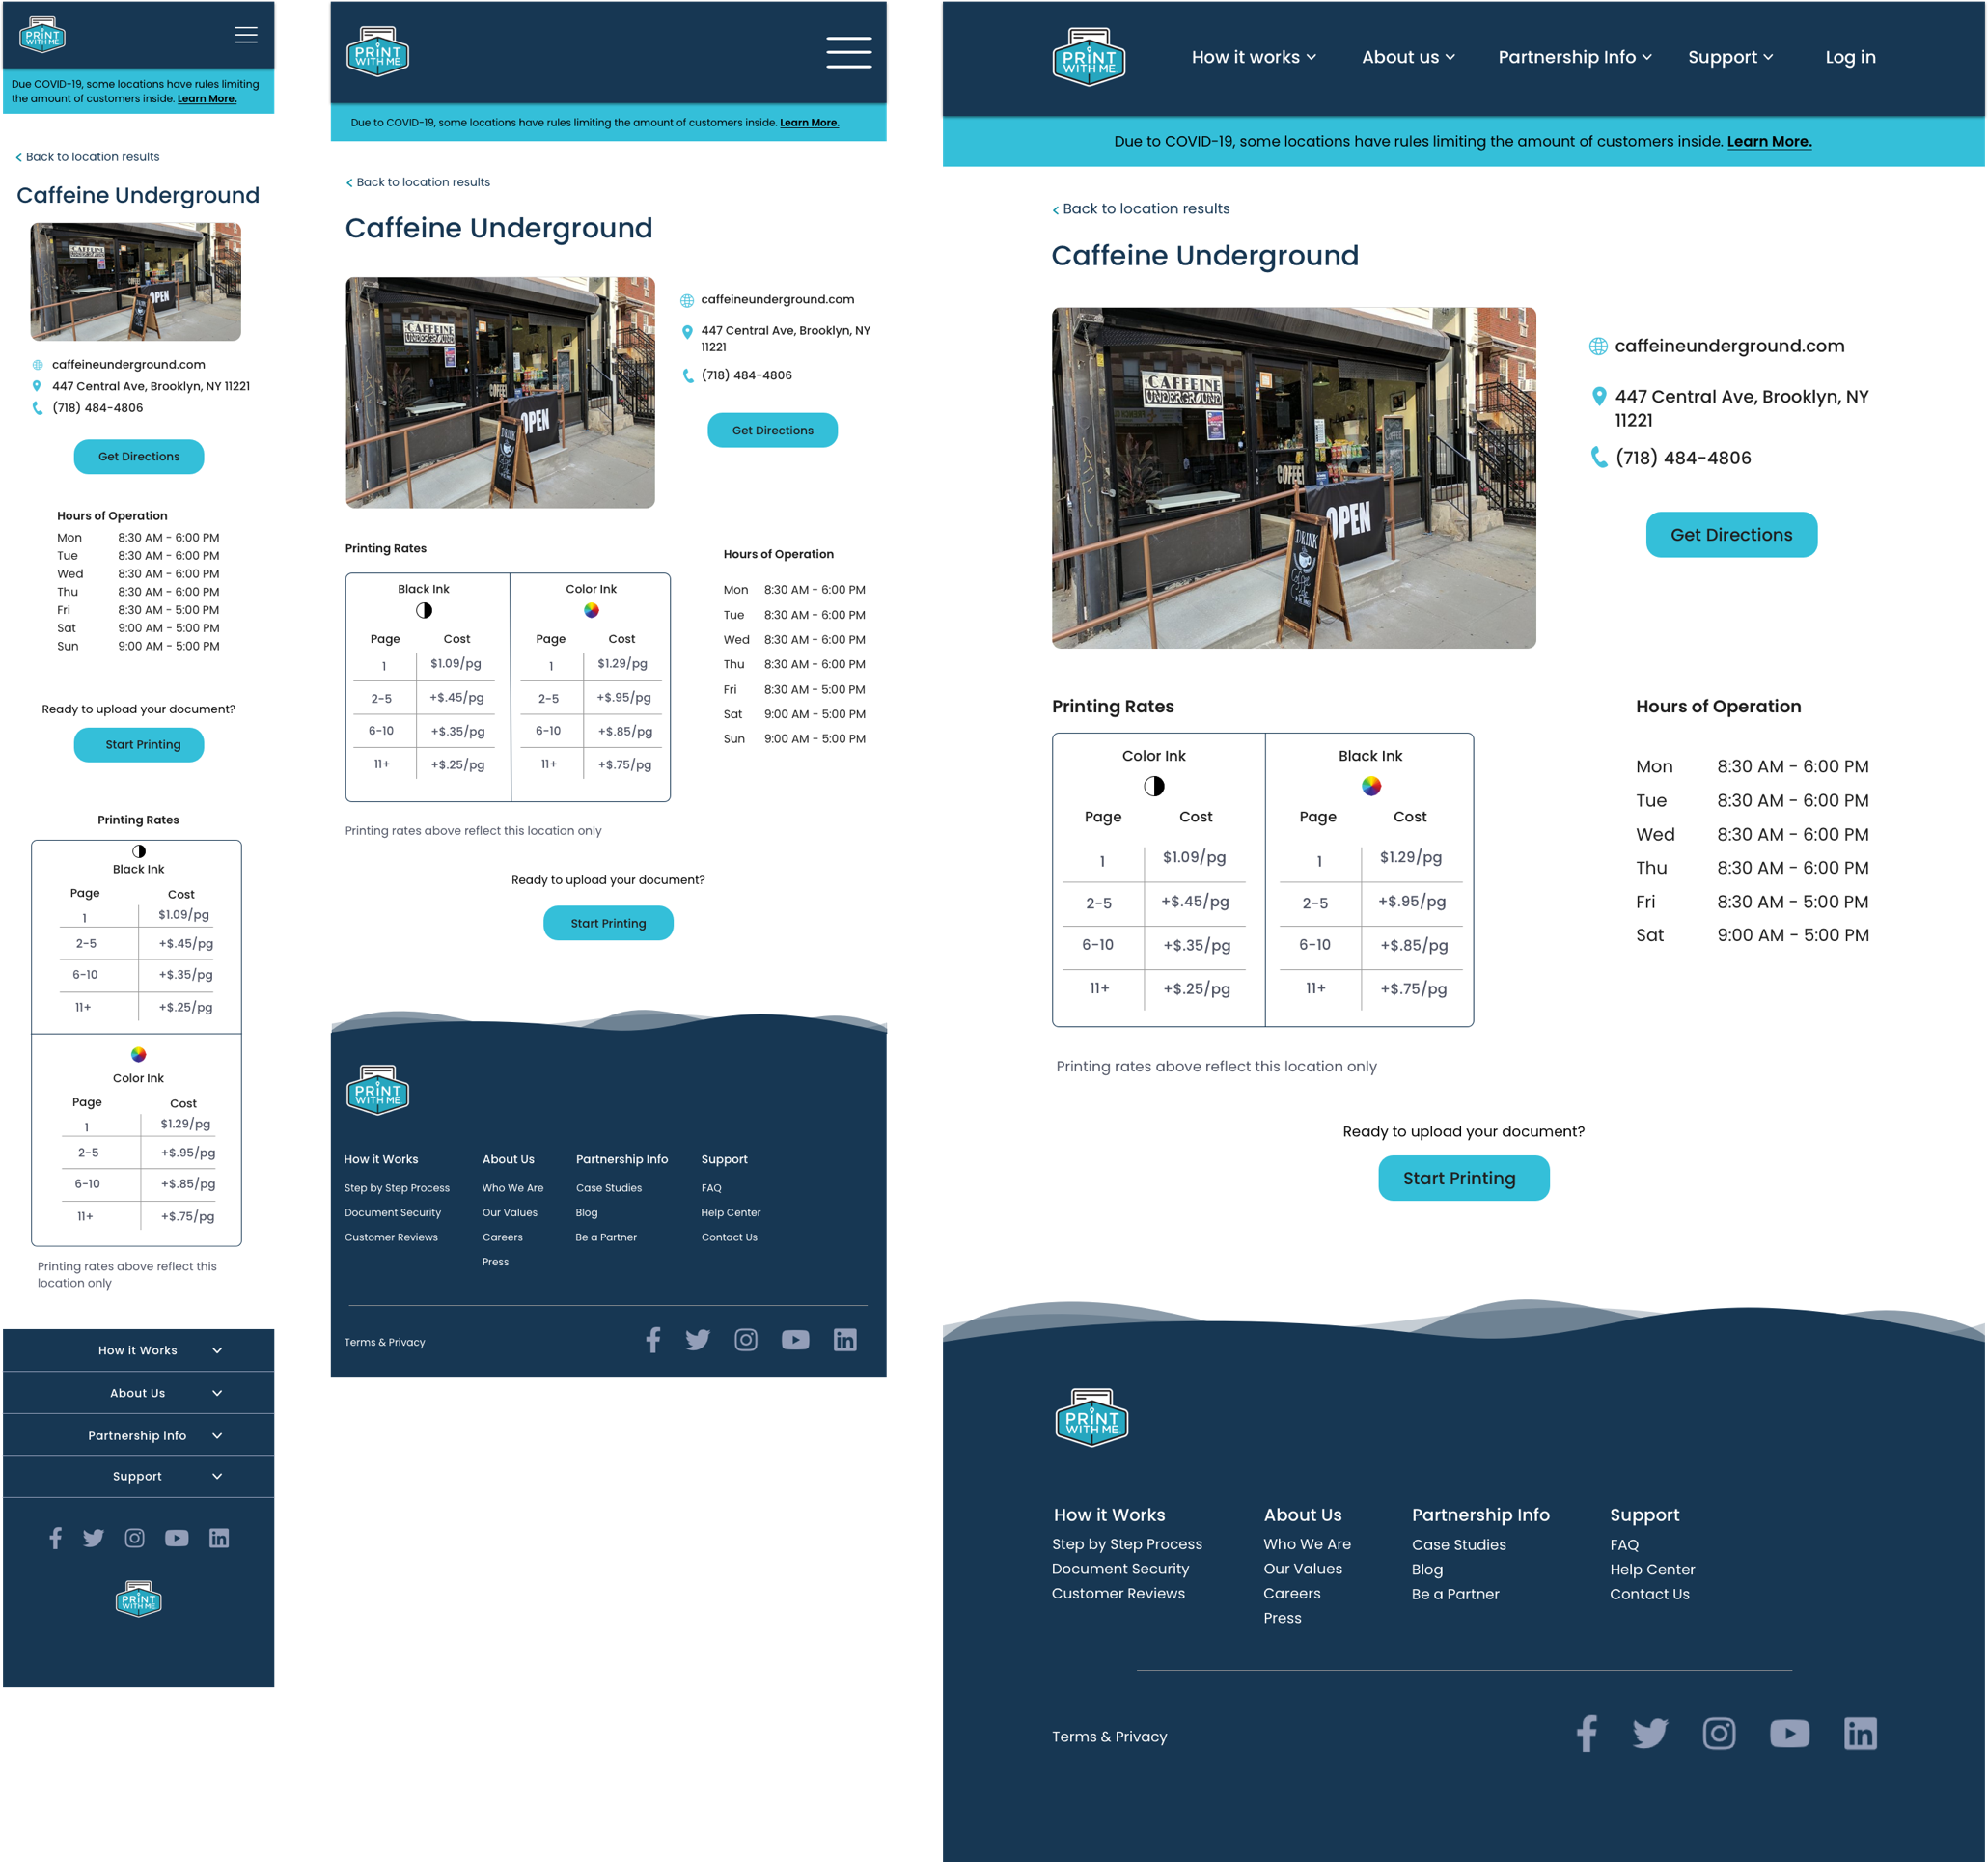 PRINT
WITH ME
Due COVID-19, some locations have rules limiting
the amount of customers inside. Learn More.
Back to location results
Caffeine Underground
CAFFEINE
UNDERGROUND
OPEN
caffeineunderground.com
447 Central Ave, Brooklyn, NY 11221
(718) 484-4806
Get Directions
Hours of Operation
Mon 8:30 AM - 6:00 PM
Tue 8:30 AM - 6:00 PM
Wed 8:30 AM - 6:00 PM
Thu 8:30 AM - 6:00 PM
Fri 8:30 AM - 5:00 PM
Sat 9:00 AM - 5:00 PM
Sun 9:00 AM - 5:00 PM
Ready to upload your document?
Start Printing
Printing Rates
Black Ink
Page Cost
1 $1.09/pg
2-5 +$.45/pg
6-10 +$.35/pg
11+ +$.25/pg
Color Ink
Page Cost
1 $1.29/pg
2-5 +$.95/pg
6-10 +$.85/pg
11+ +$.75/pg
Printing rates above reflect this
location only
How it Works
About Us
Partnership Info
Support
PRINT
WITH ME
PRINT
WITH ME
Due to COVID-19, some locations have rules limiting the amount of customers inside. Learn More.
Back to location results
Caffeine Underground
CAFFEINE
UNDERGROUND
COFFEE
OPEN
DRINK
caffeineunderground.com
447 Central Ave, Brooklyn, NY
11221
(718) 484-4806
Get Directions
Printing Rates
Black Ink Color Ink
Page Cost Page Cost
1 $1.09/pg 1 $1.29/pg
2-5 +$.45/pg 2-5 +$.95/pg
6-10 +$.35/pg 6-10 +$.85/pg
11+ +$.25/pg 11+ +$.75/pg
Printing rates above reflect this location only
Hours of Operation
Mon 8:30 AM - 6:00 PM
Tue 8:30 AM - 6:00 PM
Wed 8:30 AM - 6:00 PM
Thu 8:30 AM - 6:00 PM
Fri 8:30 AM - 5:00 PM
Sat 9:00 AM - 5:00 PM
Sun 9:00 AM - 5:00 PM
Ready to upload your document?
Start Printing
PRINT
WITH ME
How it Works About Us Partnership Info Support
Step by Step Process Who We Are Case Studies FAQ
Document Security Our Values Blog Help Center
Customer Reviews Careers Be a Partner Contact Us
Press
Terms & Privacy
PRINT
WITH ME
How it works About us Partnership Info Support Log in
Due to COVID-19, some locations have rules limiting the amount of customers inside. Learn More.
Back to location results
Caffeine Underground
CAFFEINE
UNDERGROUND
COFFEE
OPEN
DRINK
Coffee
caffeineunderground.com
447 Central Ave, Brooklyn, NY
11221
(718) 484-4806
Get Directions
Printing Rates
Color Ink Black Ink
Page Cost Page Cost
1 $1.09/pg 1 $1.29/pg
2-5 +$.45/pg 2-5 +$.95/pg
6-10 +$.35/pg 6-10 +$.85/pg
11+ +$.25/pg 11+ +$.75/pg
Printing rates above reflect this location only
Hours of Operation
Mon 8:30 AM - 6:00 PM
Tue 8:30 AM - 6:00 PM
Wed 8:30 AM - 6:00 PM
Thu 8:30 AM - 6:00 PM
Fri 8:30 AM - 5:00 PM
Sat 9:00 AM - 5:00 PM
Ready to upload your document?
Start Printing
PRINT
WITH ME
How it Works About Us Partnership Info Support
Step by Step Process Who We Are Case Studies FAQ
Document Security Our Values Blog Help Center
Customer Reviews Careers Be a Partner Contact Us
Press
Terms & Privacy